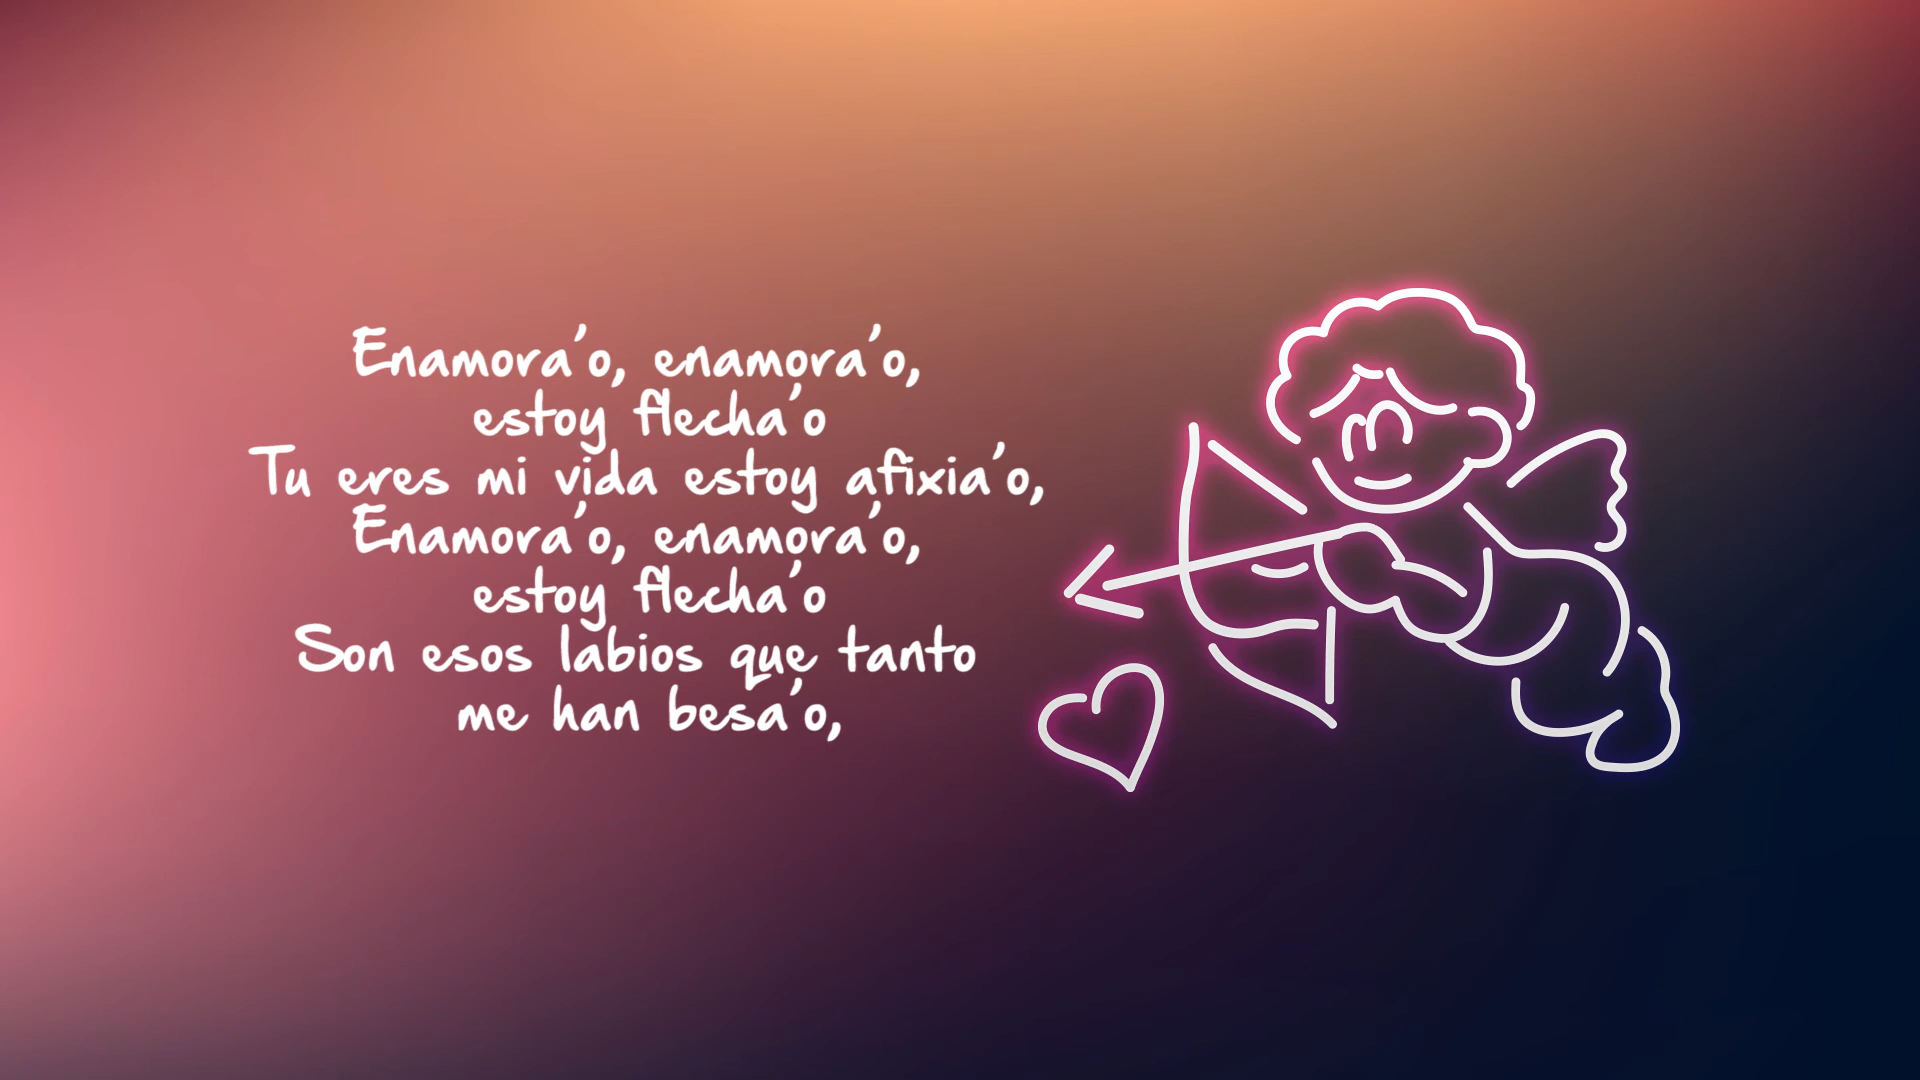 Enamora'o, enamora'o,
estoy flecha'o
Tu eres mi vida estoy afixia'o,
Enamora'o, enamora'o,
estoy flecha'o
Son esos labios que tanto
me han besa'o,